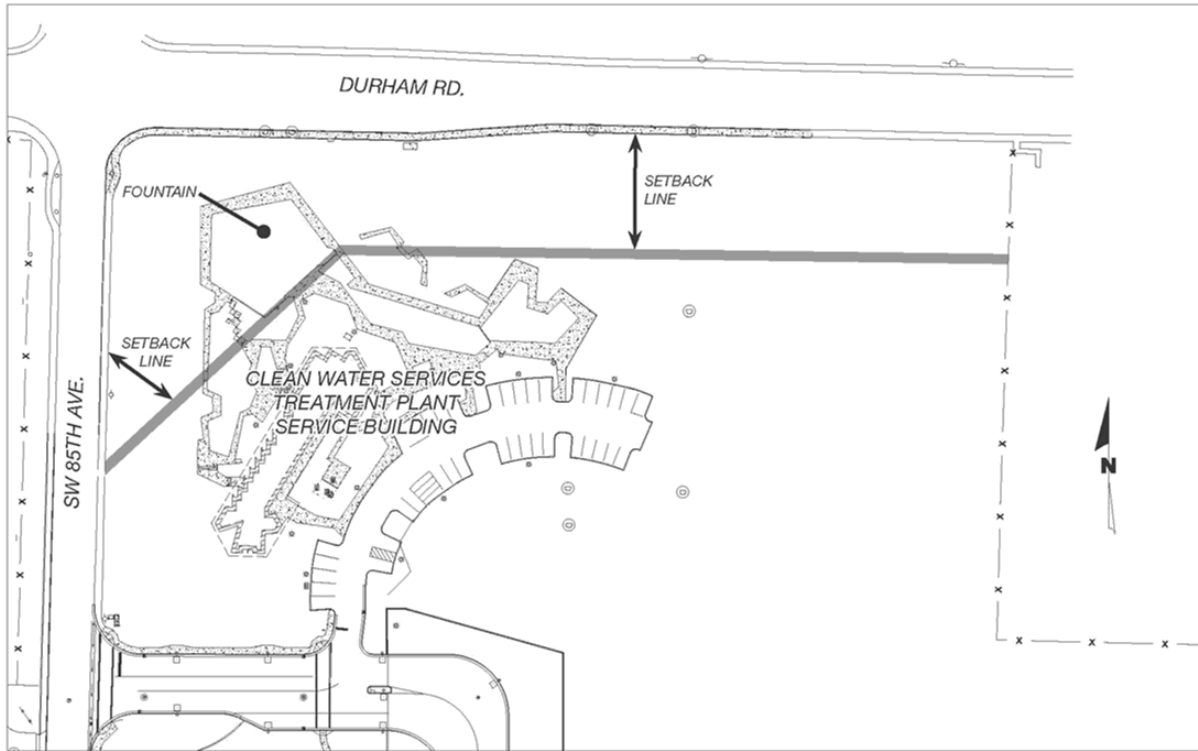 DURHAM RD.
FOUNTAIN
SETBACK
LINE
SETBACK
LINE
CLEAN WATER SERVICES
TREATMENT PLANT
SERVICE BUILDING
SW 85TH AVE.
N